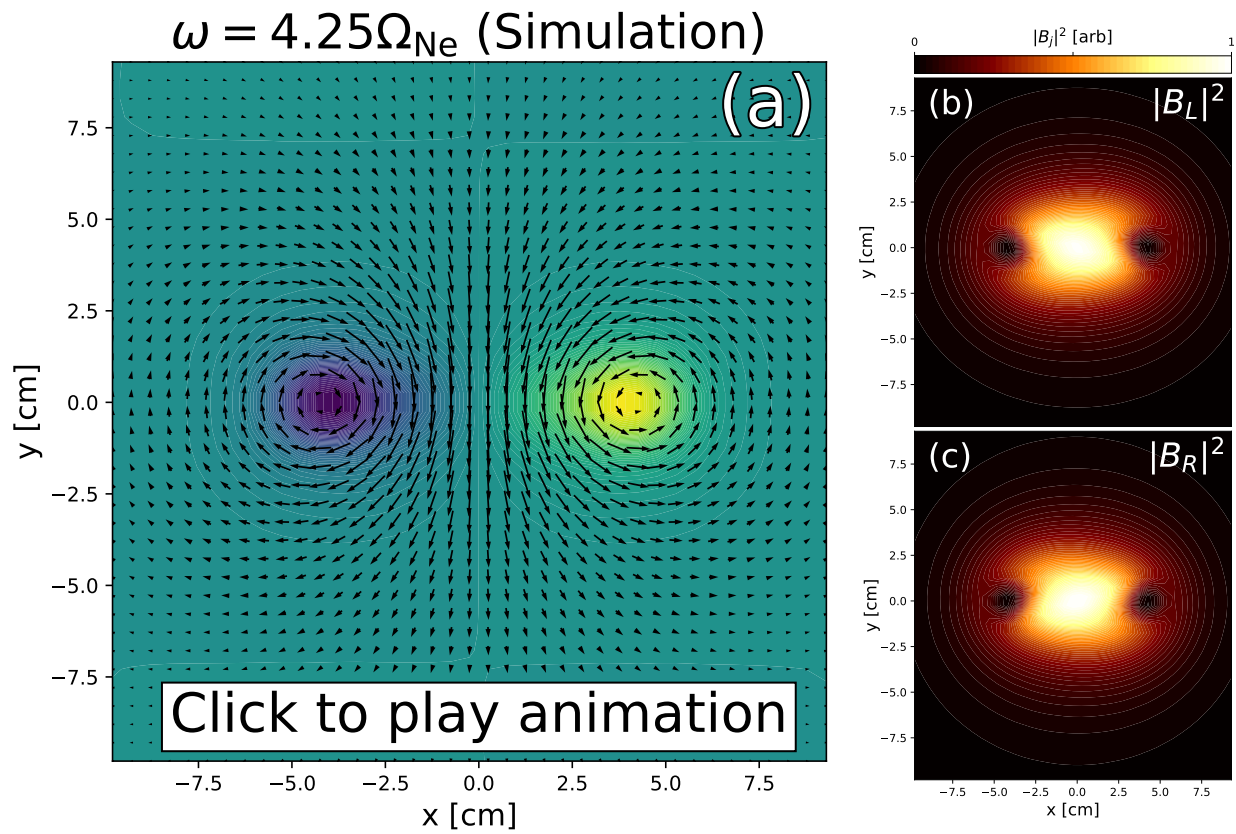 ω = 4.25Ω_Ne (Simulation)
(a)
7.5
5.0
2.5
0.0
−2.5
−5.0
−7.5
y [cm]
Click to play animation
−7.5 −5.0 −2.5 0.0 2.5 5.0 7.5
x [cm]
|B_j|² [arb]
0 1
(b) |B_L|²
7.5
5.0
2.5
0.0
−2.5
−5.0
−7.5
y [cm]
(c) |B_R|²
7.5
5.0
2.5
0.0
−2.5
−5.0
−7.5
y [cm]
−7.5 −5.0 −2.5 0.0 2.5 5.0 7.5
x [cm]